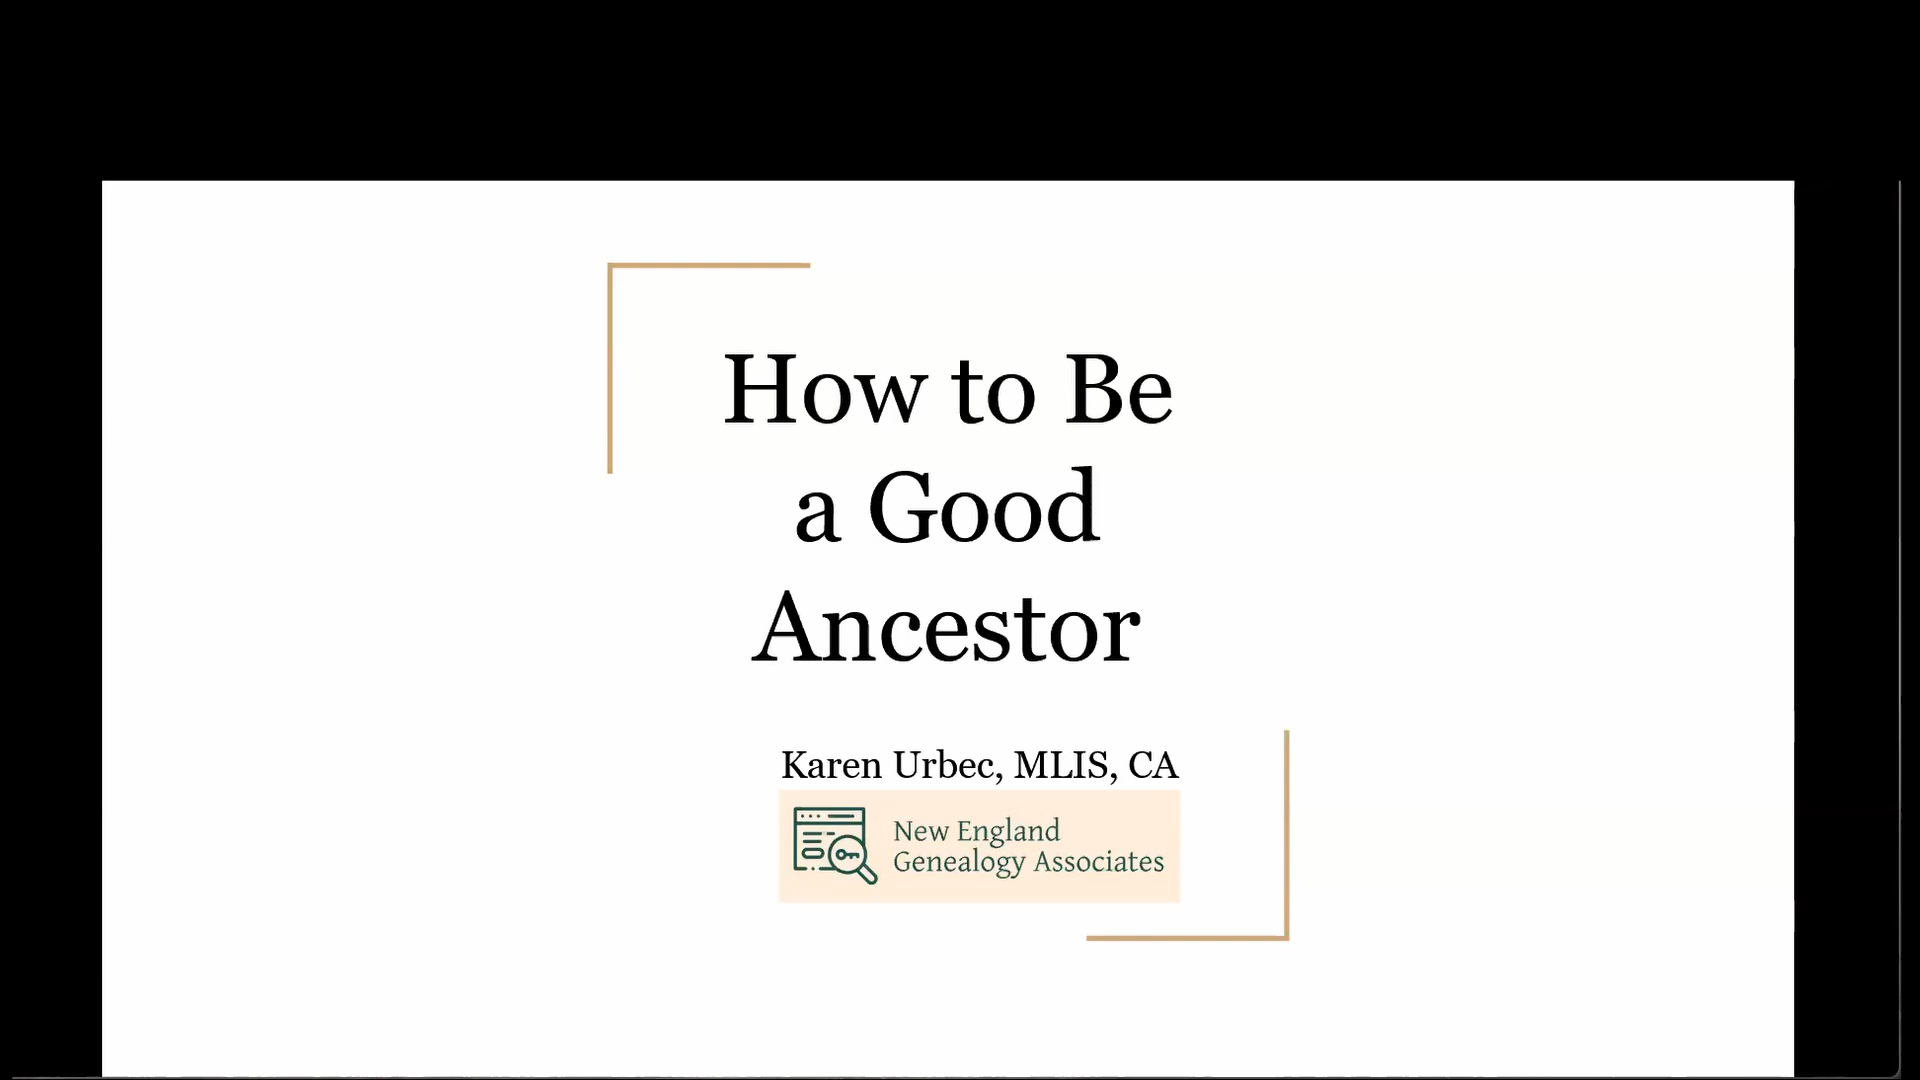 How to Be
a Good
Ancestor
Karen Urbec, MLIS, CA
New England
Genealogy Associates